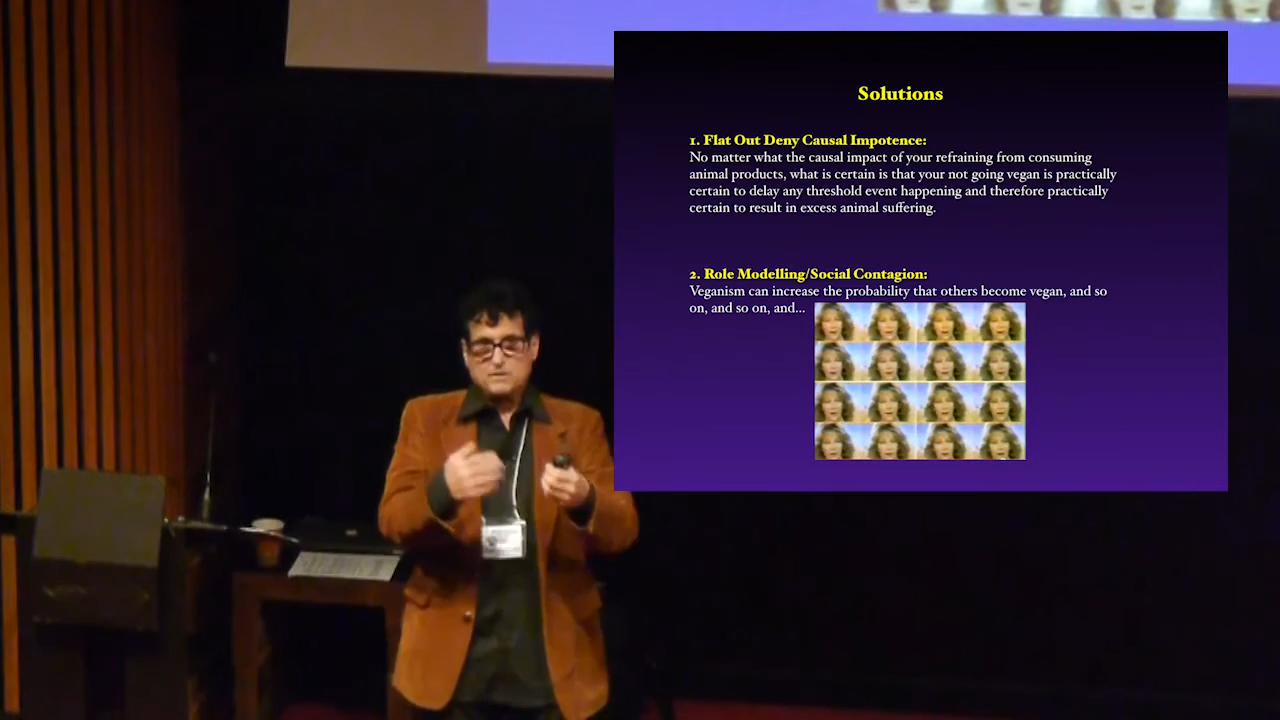 Solutions
1. Flat Out Deny Causal Impotence:
No matter what the causal impact of your refraining from consuming
animal products, what is certain is that your not going vegan is practically
certain to delay any threshold event happening and therefore practically
certain to result in excess animal suffering.
2. Role Modelling/Social Contagion:
Veganism can increase the probability that others become vegan, and so
on, and so on, and...